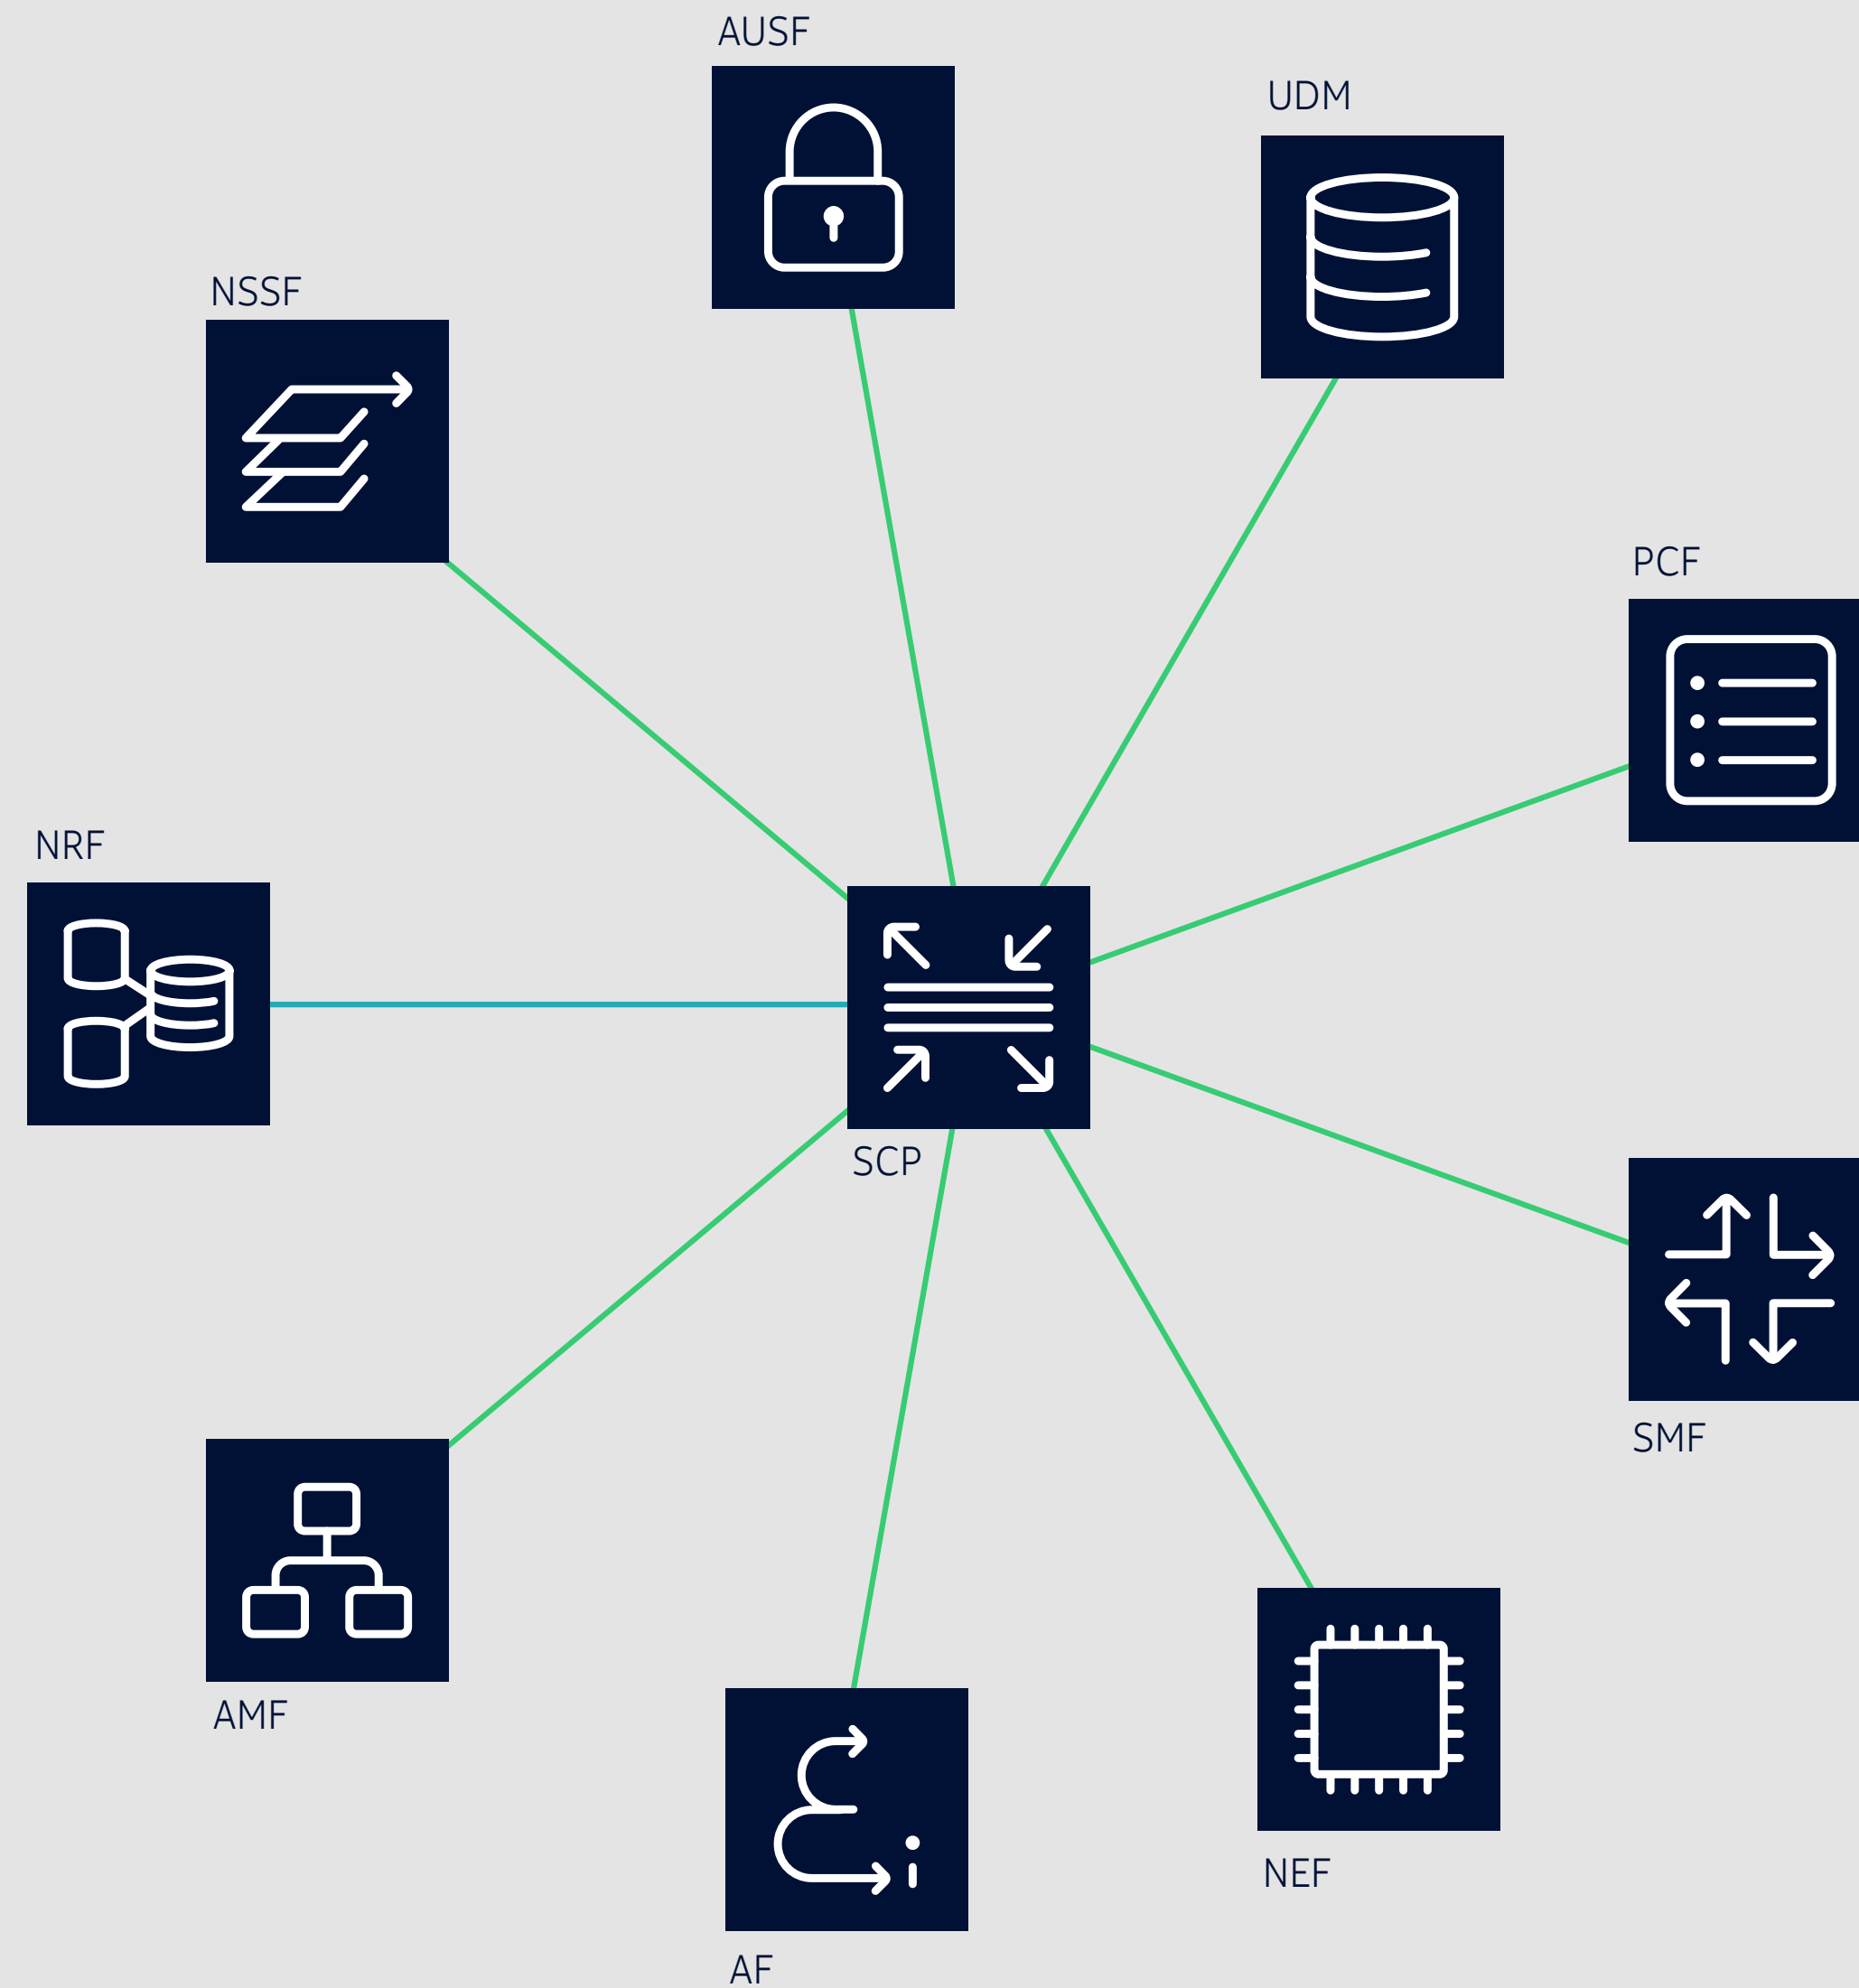 AUSF
UDM
NSSF
PCF
NRF
SCP
SMF
AMF
NEF
AF